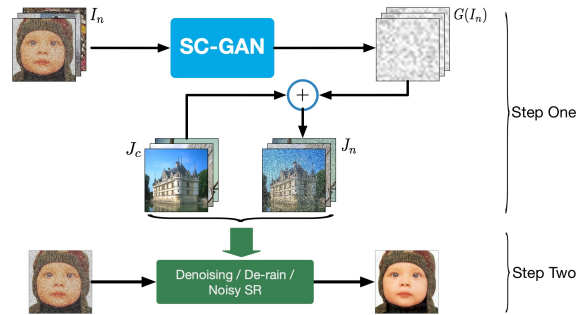 I_n
SC-GAN
G(I_n)
+
Step One
J_c
J_n
Denoising / De-rain /
Noisy SR
Step Two